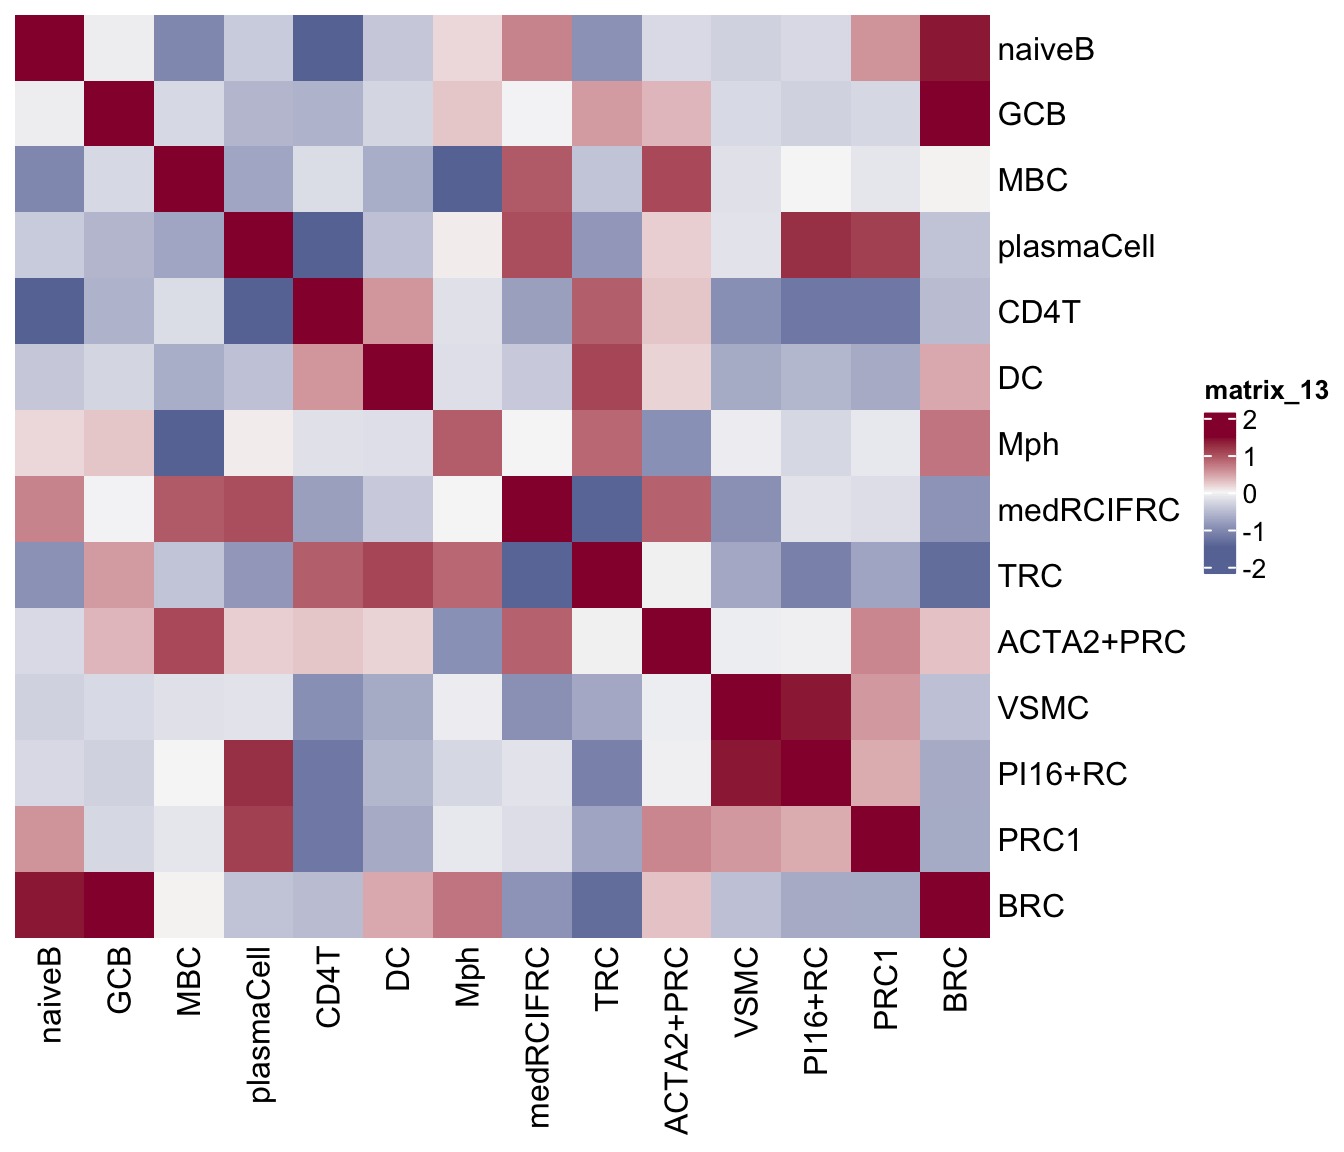 naiveB
GCB
MBC
plasmaCell
CD4T
DC
Mph
medRCIFRC
TRC
ACTA2+PRC
VSMC
PI16+RC
PRC1
BRC
matrix_13
2
1
0
-1
-2
naiveB
GCB
MBC
plasmaCell
CD4T
DC
Mph
medRCIFRC
TRC
ACTA2+PRC
VSMC
PI16+RC
PRC1
BRC